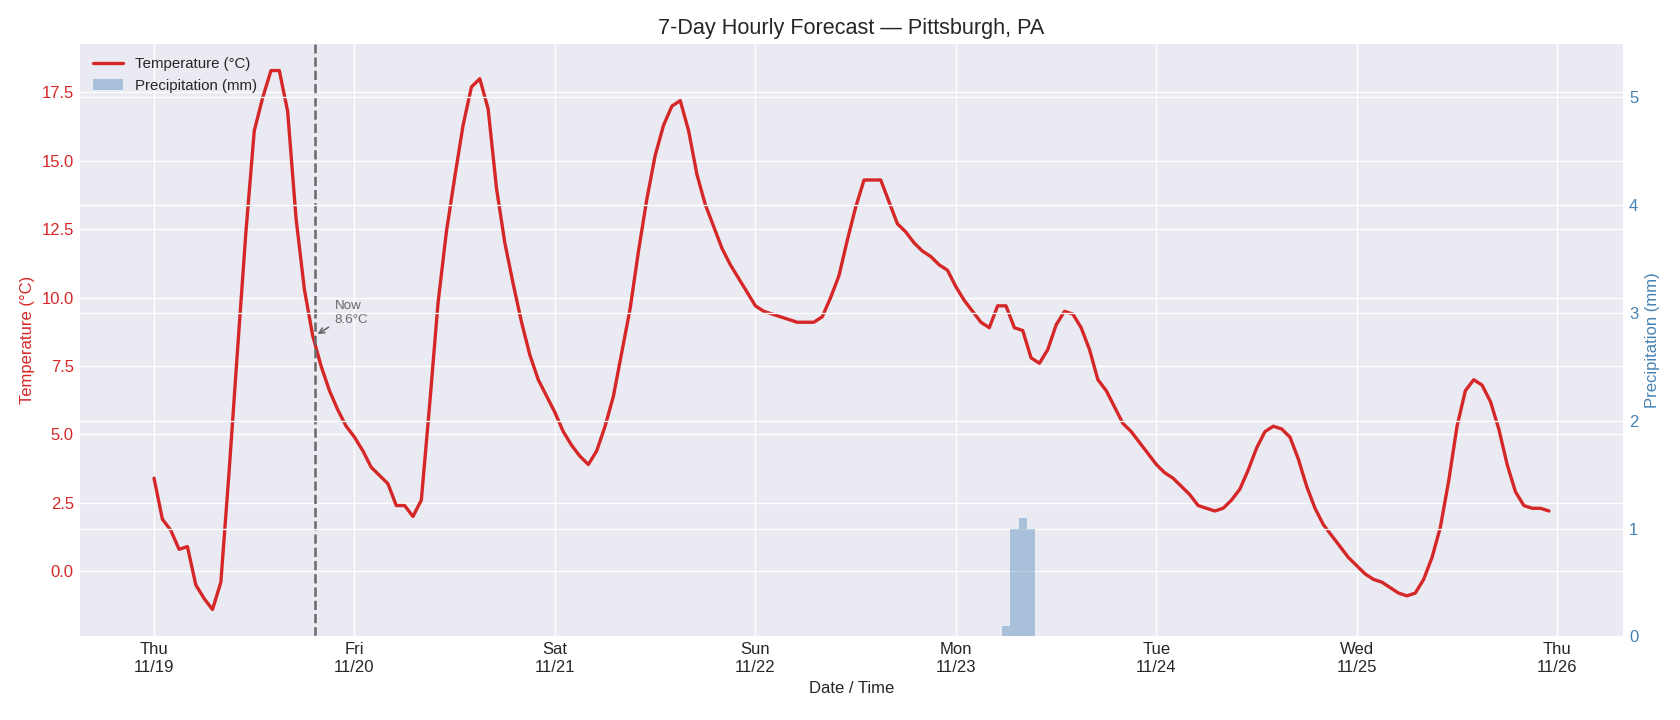 7-Day Hourly Forecast — Pittsburgh, PA
Temperature (°C)
Precipitation (mm)
17.5
15.0
12.5
10.0
7.5
5.0
2.5
0.0
Temperature (°C)
Now
8.6°C
5
4
3
2
1
0
Precipitation (mm)
Thu
11/19
Fri
11/20
Sat
11/21
Sun
11/22
Mon
11/23
Tue
11/24
Wed
11/25
Thu
11/26
Date / Time